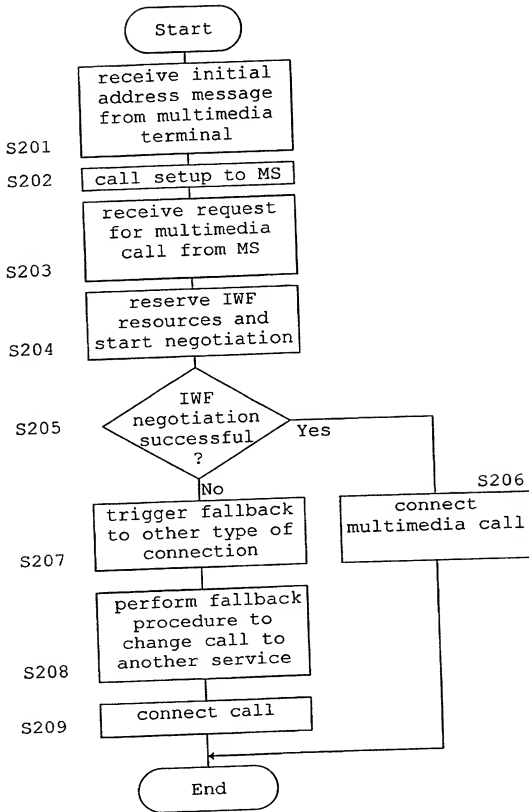 Start
receive initial
address message
from multimedia
terminal
S201
S202
call setup to MS
receive request
for multimedia
call from MS
S203
reserve IWF
resources and
start negotiation
S204
IWF
negotiation
successful
?
S205
Yes
No
S206
connect
multimedia call
trigger fallback
to other type of
connection
S207
perform fallback
procedure to
change call to
another service
S208
connect call
S209
End